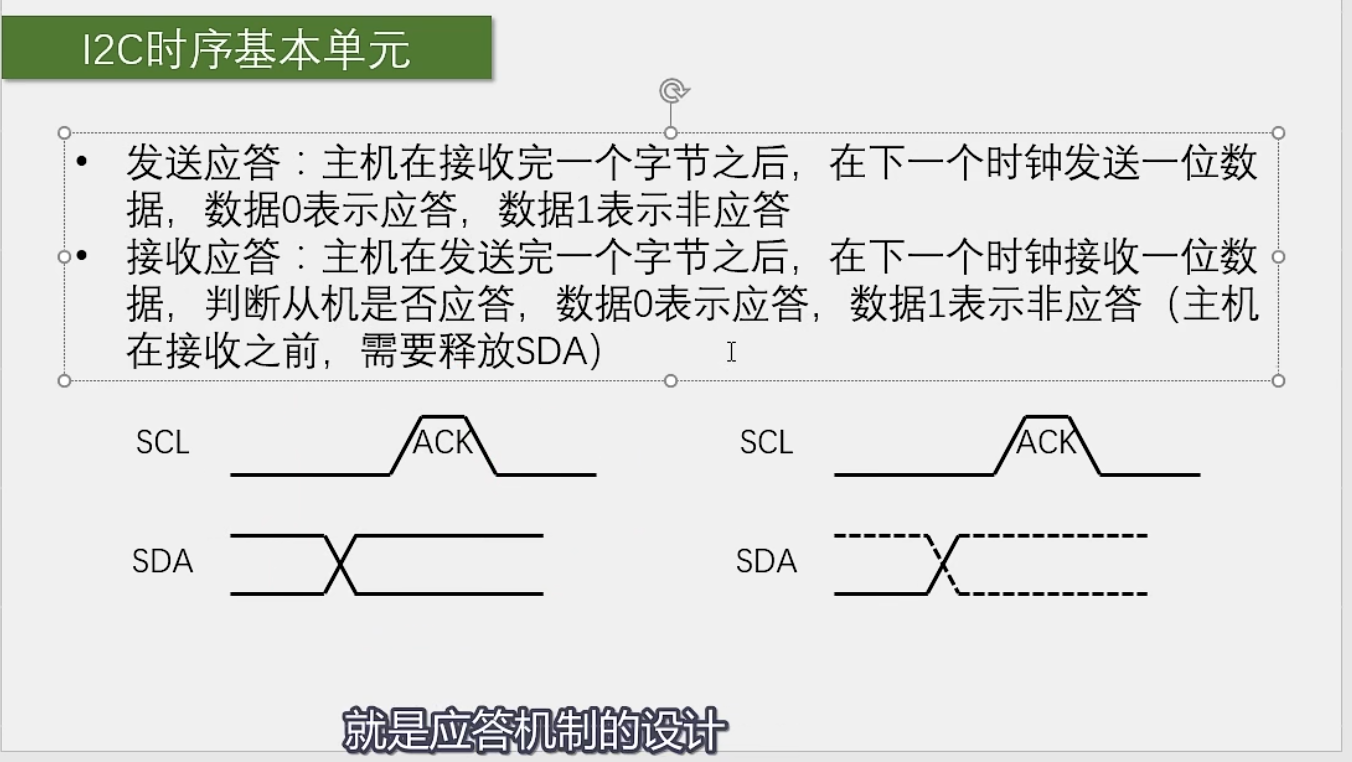 I2C时序基本单元
• 发送应答：主机在接收完一个字节之后，在下一个时钟发送一位数
据，数据0表示应答，数据1表示非应答
• 接收应答：主机在发送完一个字节之后，在下一个时钟接收一位数
据，判断从机是否应答，数据0表示应答，数据1表示非应答（主机
在接收之前，需要释放SDA）
SCL ACK SCL ACK
SDA SDA
就是应答机制的设计